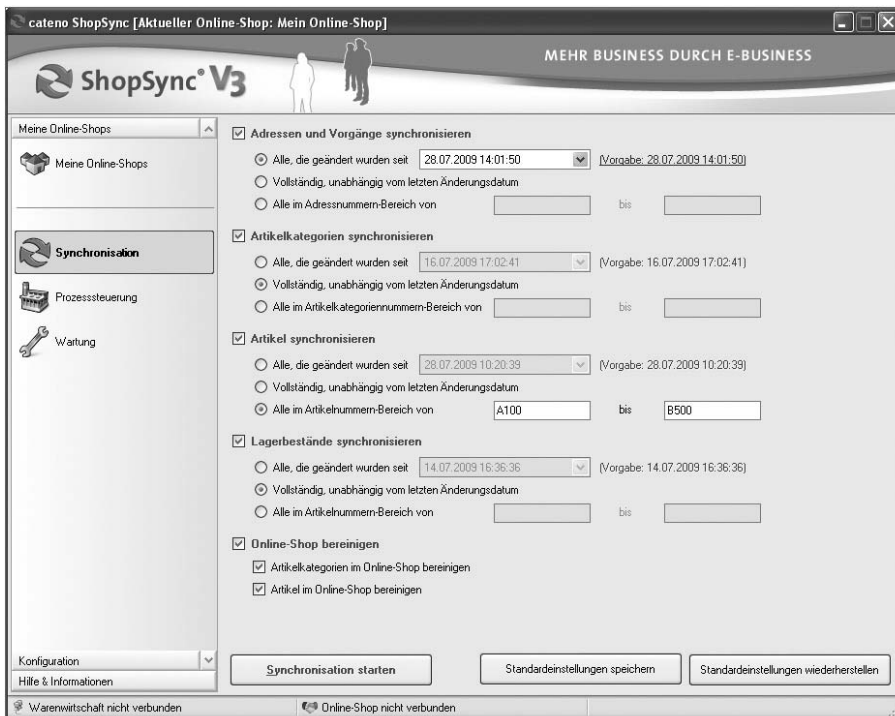 cateno ShopSync [Aktueller Online-Shop: Mein Online-Shop]
MEHR BUSINESS DURCH E-BUSINESS
ShopSync® V3
Meine Online-Shops
Meine Online-Shops
Synchronisation
Prozesssteuerung
Wartung
Konfiguration
Hilfe & Informationen
Adressen und Vorgänge synchronisieren
Alle, die geändert wurden seit 28.07.2009 14:01:50 (Vorgabe: 28.07.2009 14:01:50)
Vollständig, unabhängig vom letzten Änderungsdatum
Alle im Adressnummern-Bereich von bis
Artikelkategorien synchronisieren
Alle, die geändert wurden seit 16.07.2009 17:02:41 (Vorgabe: 16.07.2009 17:02:41)
Vollständig, unabhängig vom letzten Änderungsdatum
Alle im Artikelkategoriennummern-Bereich von bis
Artikel synchronisieren
Alle, die geändert wurden seit 28.07.2009 10:20:39 (Vorgabe: 28.07.2009 10:20:39)
Vollständig, unabhängig vom letzten Änderungsdatum
Alle im Artikelnummern-Bereich von A100 bis B500
Lagerbestände synchronisieren
Alle, die geändert wurden seit 14.07.2009 16:36:36 (Vorgabe: 14.07.2009 16:36:36)
Vollständig, unabhängig vom letzten Änderungsdatum
Alle im Artikelnummern-Bereich von bis
Online-Shop bereinigen
Artikelkategorien im Online-Shop bereinigen
Artikel im Online-Shop bereinigen
Synchronisation starten
Standardeinstellungen speichern
Standardeinstellungen wiederherstellen
Warenwirtschaft nicht verbunden
Online-Shop nicht verbunden